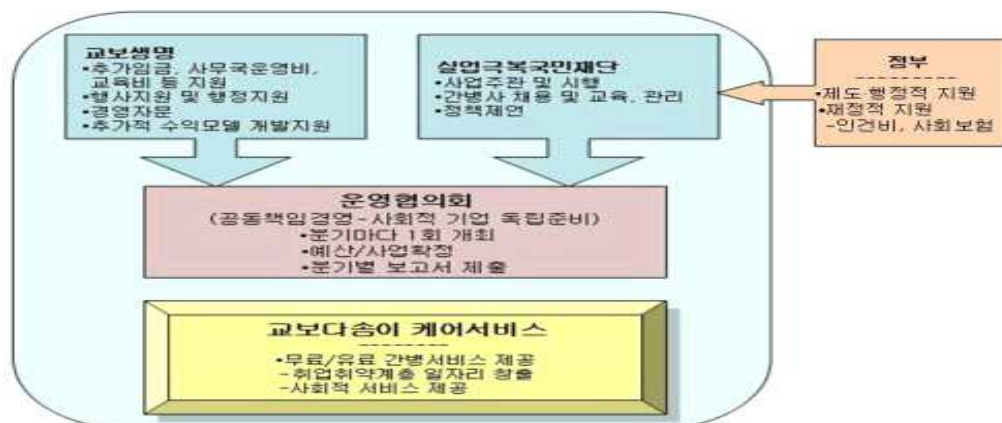 교보생명
•추가임금, 사무국운영비,
교육비 등 지원
•행사지원 및 행정지원
•경영자문
•추가적 수익모델 개발지원
실업극복국민재단
•사업주관 및 시행
•간병사 채용 및 교육, 관리
•정책제언
정부
---------
•제도 행정적 지원
•재정적 지원
-인건비, 사회보험
운영협의회
(공동책임경영-사회적 기업 독립준비)
•분기마다 1회 개최
•예산/사업확정
•분기별 보고서 제출
교보다솜이 케어서비스
--------
•무료/유료 간병서비스 제공
-취업취약계층 일자리 창출
-사회적 서비스 제공